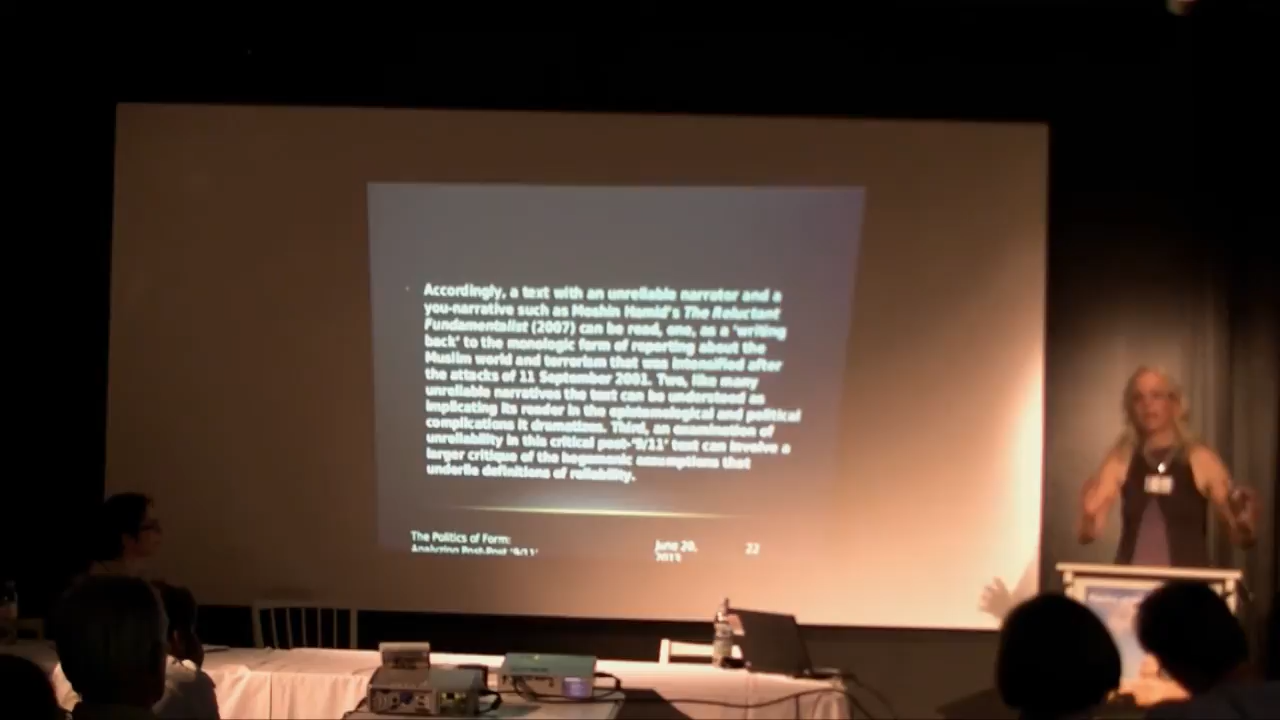 Accordingly, a text with an unreliable narrator and a
you-narrative such as Moshin Hamid's The Reluctant
Fundamentalist (2007) can be read, one, as a 'writing
back' to the monologic form of reporting about the
Muslim world and terrorism that was intensified after
the attacks of 11 September 2001. Two, like many
unreliable narratives the text can be understood as
implicating its reader in the epistemological and political
complications it dramatizes. Third, an examination of
unreliability in this critical post-'9/11' text can involve a
larger critique of the hegemonic assumptions that
underlie definitions of reliability.
The Politics of Form:
Analyzing Post-Post '9/11'
June 20,
22